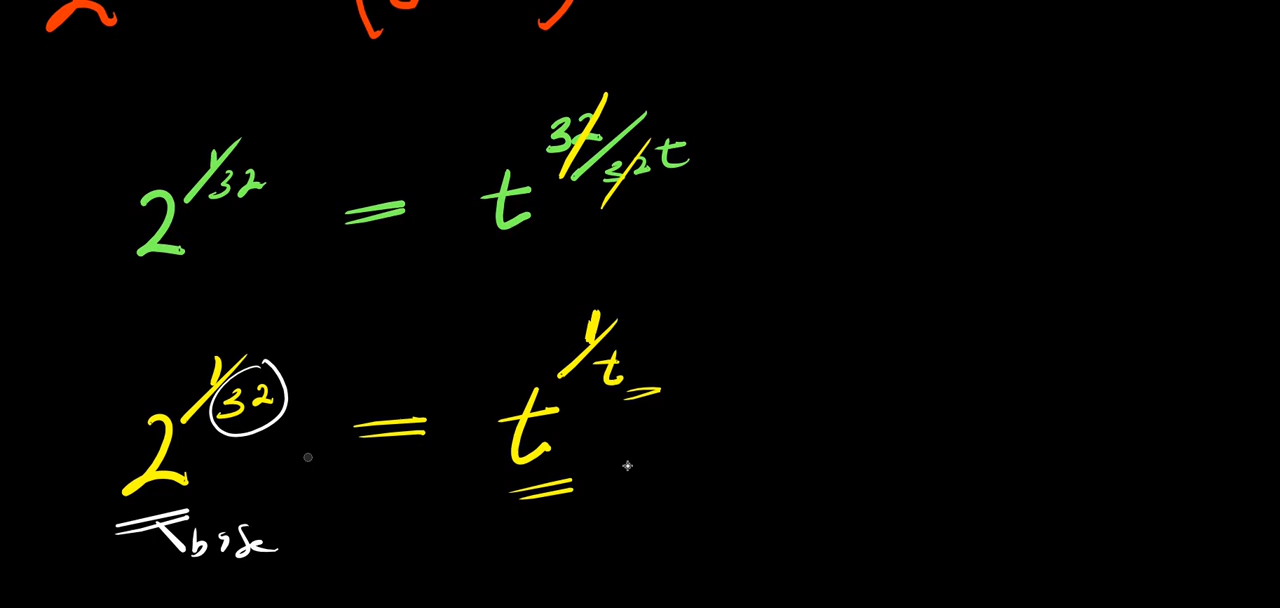 2^{1/32} = t^{32/32t}
2^{1/32} = t^{1/t}
base